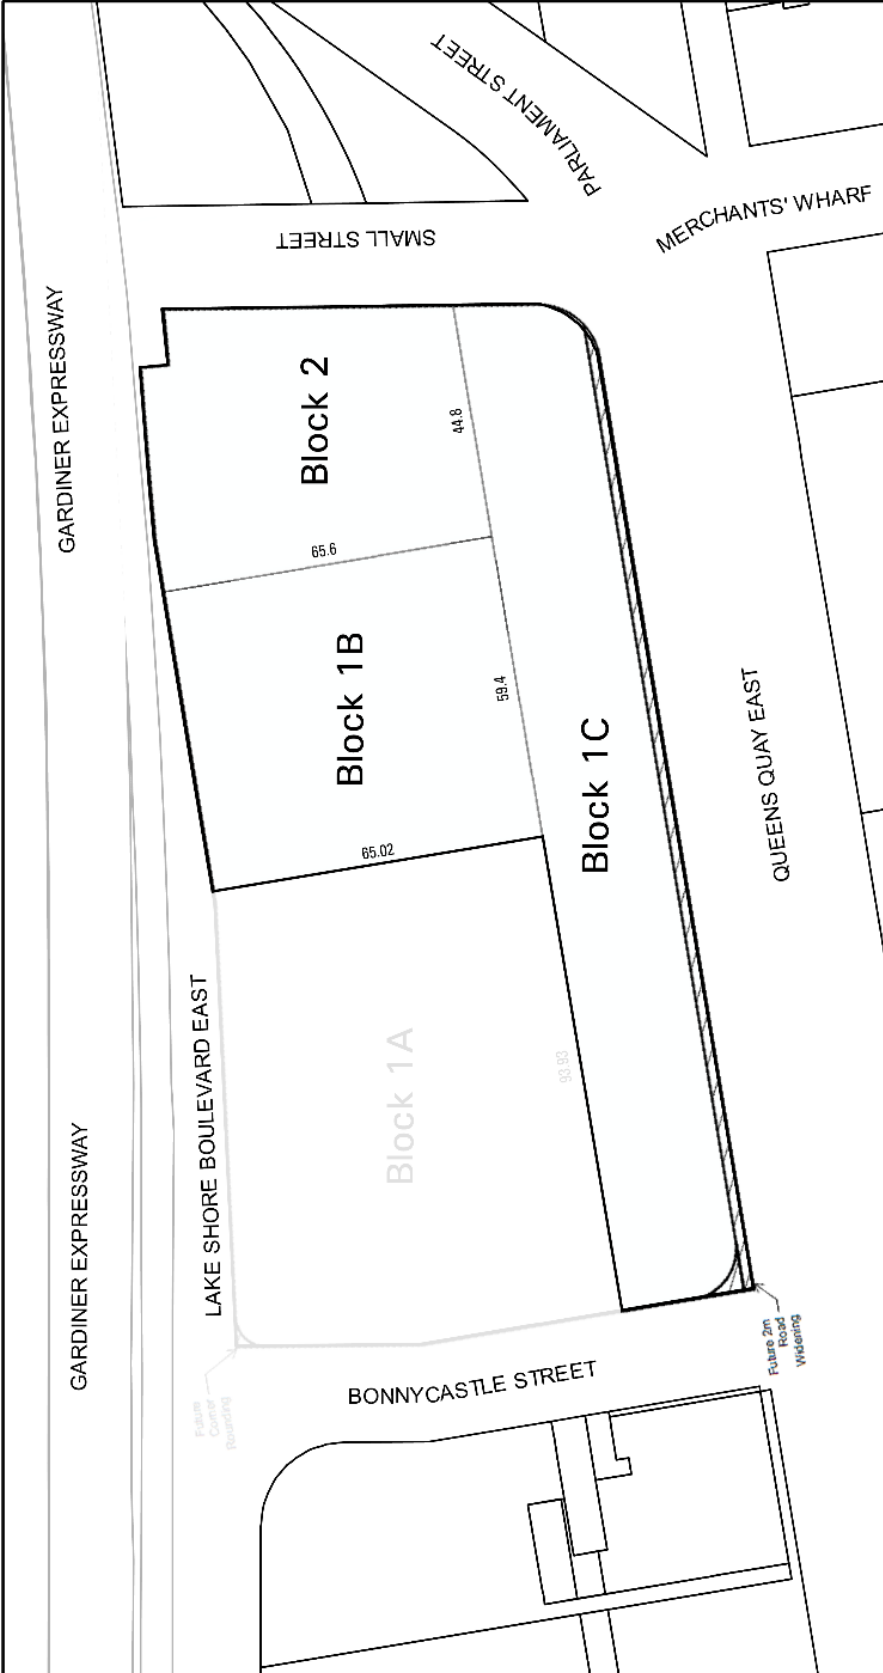 PARLIAMENT STREET
MERCHANTS' WHARF
SMALL STREET
GARDINER EXPRESSWAY
Block 2
44.8
65.6
Block 1B
59.4
Block 1C
QUEENS QUAY EAST
65.02
LAKE SHORE BOULEVARD EAST
Block 1A
93.93
GARDINER EXPRESSWAY
Future 2m
Road
Widening
BONNYCASTLE STREET
Future
Corner
Rounding